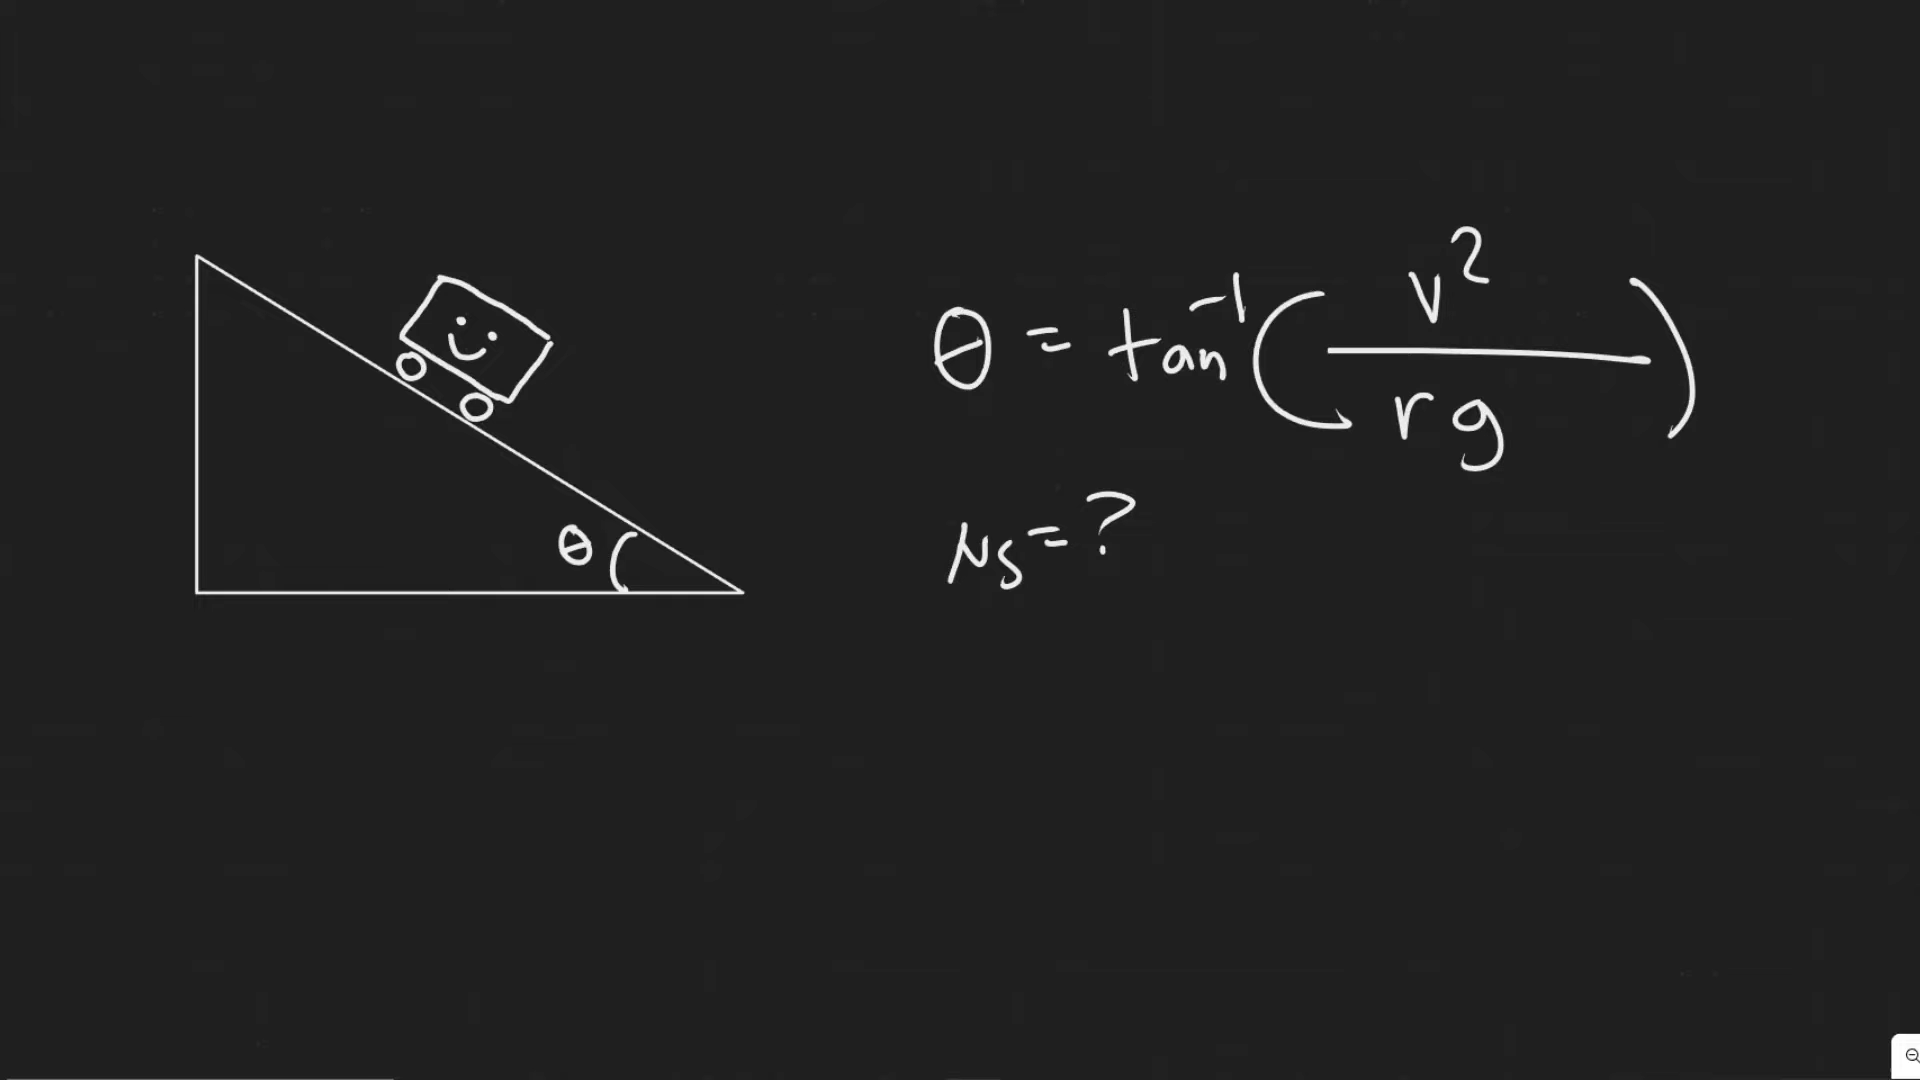 θ = tan⁻¹(v²/rg)
μs = ?
θ